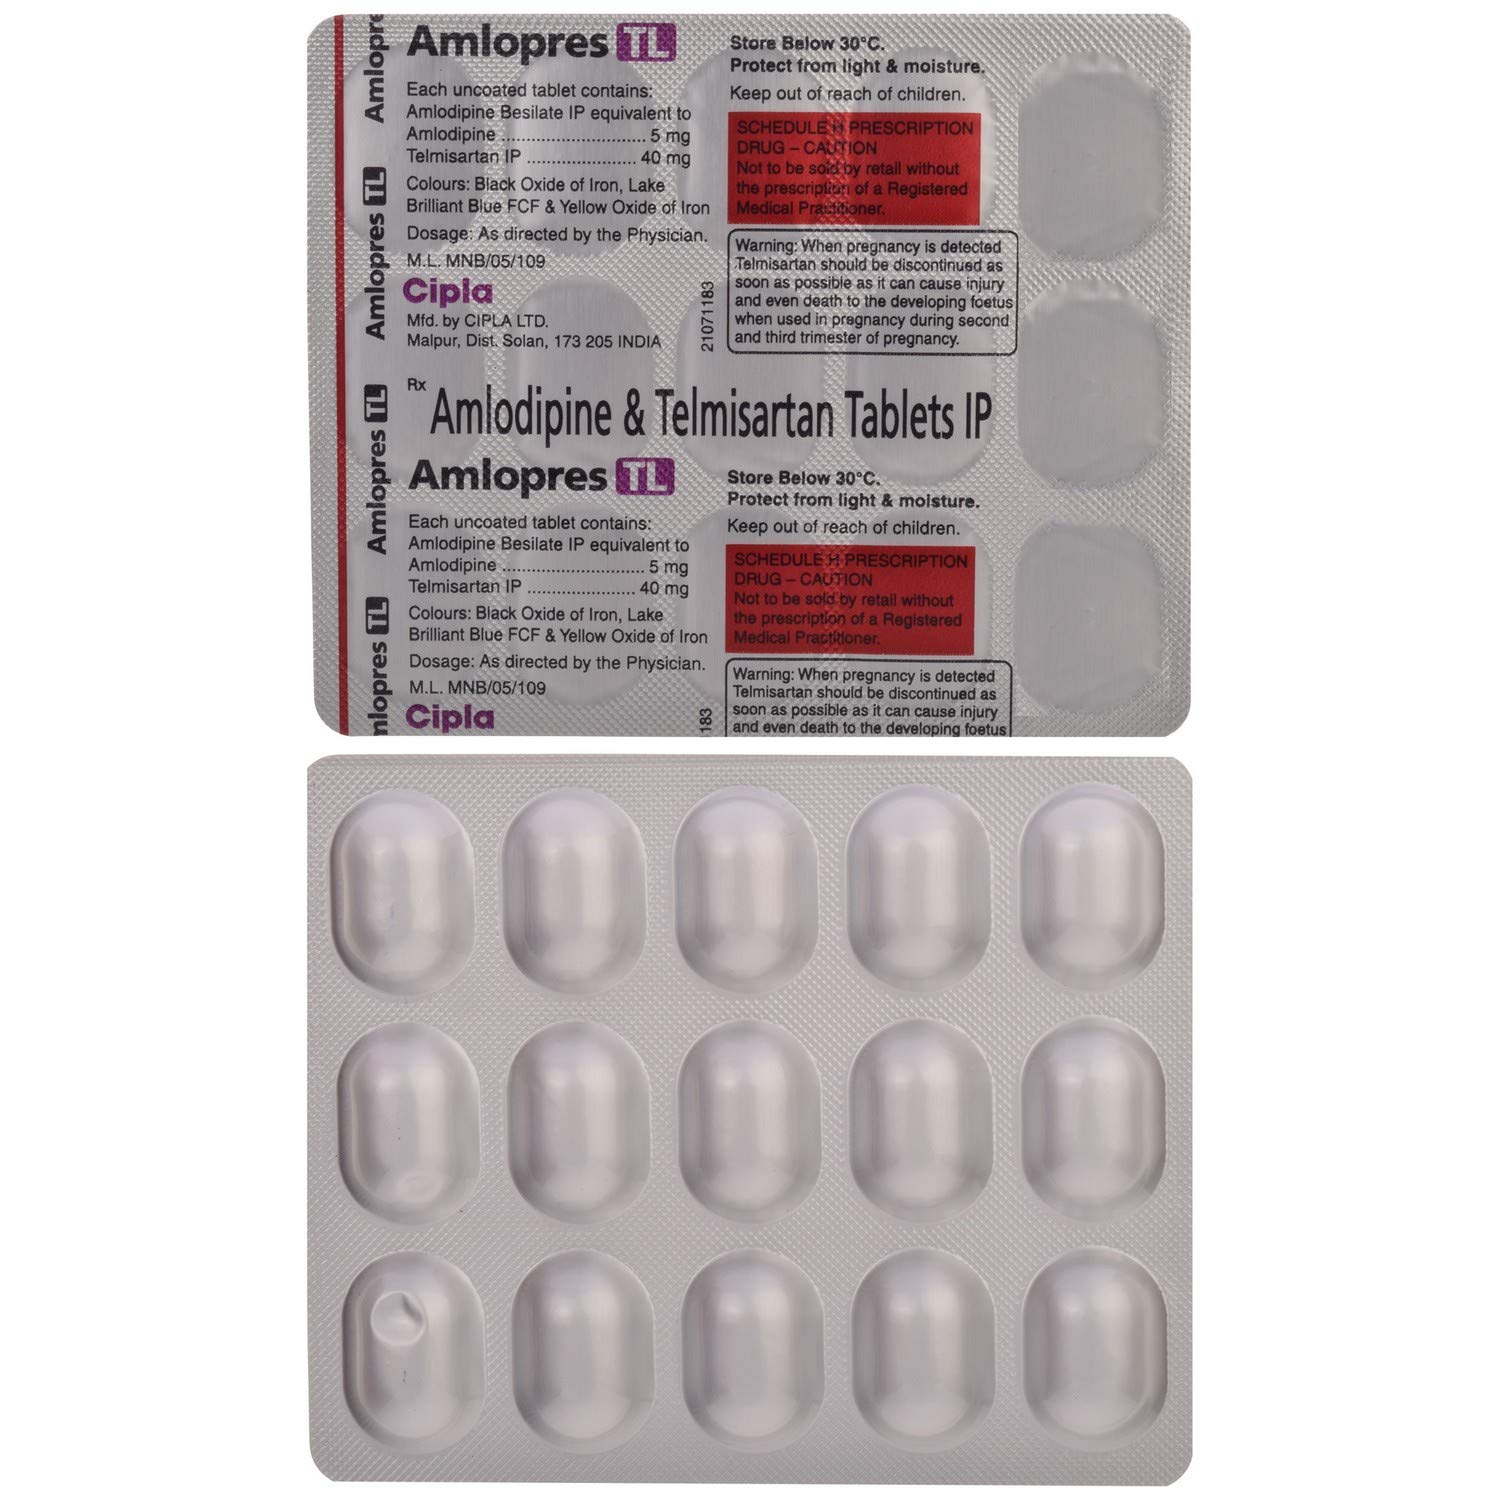 Amlopres TL
Each uncoated tablet contains:
Amlodipine Besilate IP equivalent to
Amlodipine ........................ 5 mg
Telmisartan IP .................. 40 mg
Colours: Black Oxide of Iron, Lake
Brilliant Blue FCF & Yellow Oxide of Iron
Dosage: As directed by the Physician.
M.L. MNB/05/109
Cipla
Mfd. by CIPLA LTD.
Malpur, Dist. Solan, 173 205 INDIA
21071183
Store Below 30°C.
Protect from light & moisture.
Keep out of reach of children.
SCHEDULE H PRESCRIPTION
DRUG – CAUTION
Not to be sold by retail without
the prescription of a Registered
Medical Practitioner.
Warning: When pregnancy is detected
Telmisartan should be discontinued as
soon as possible as it can cause injury
and even death to the developing foetus
when used in pregnancy during second
and third trimester of pregnancy.
Rx Amlodipine & Telmisartan Tablets IP
Amlopres TL
Each uncoated tablet contains:
Amlodipine Besilate IP equivalent to
Amlodipine ........................ 5 mg
Telmisartan IP .................. 40 mg
Colours: Black Oxide of Iron, Lake
Brilliant Blue FCF & Yellow Oxide of Iron
Dosage: As directed by the Physician.
M.L. MNB/05/109
Cipla
183
Store Below 30°C.
Protect from light & moisture.
Keep out of reach of children.
SCHEDULE H PRESCRIPTION
DRUG – CAUTION
Not to be sold by retail without
the prescription of a Registered
Medical Practitioner.
Warning: When pregnancy is detected
Telmisartan should be discontinued as
soon as possible as it can cause injury
and even death to the developing foetus
Amlopre
Amlopres TL
Amlopres TL
mlopres TL